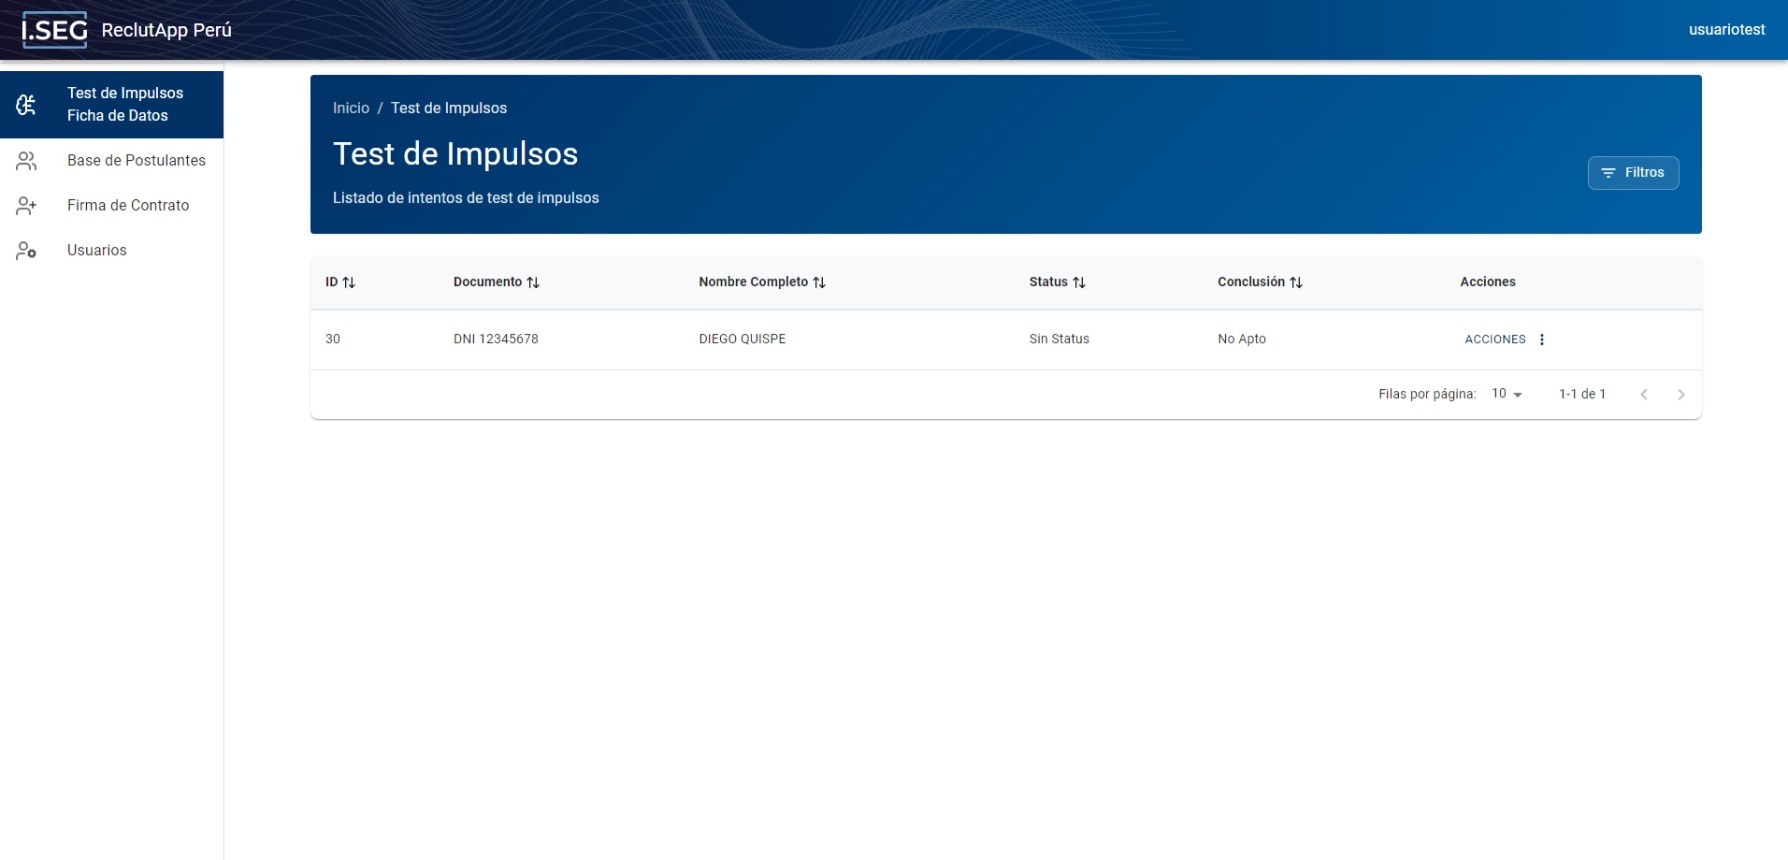 I.SEG ReclutApp Perú
usuariotest
Test de Impulsos
Ficha de Datos
Base de Postulantes
Firma de Contrato
Usuarios
Inicio / Test de Impulsos
Test de Impulsos
Listado de intentos de test de impulsos
Filtros
ID Documento Nombre Completo Status Conclusión Acciones
30 DNI 12345678 DIEGO QUISPE Sin Status No Apto ACCIONES
Filas por página: 10 1-1 de 1